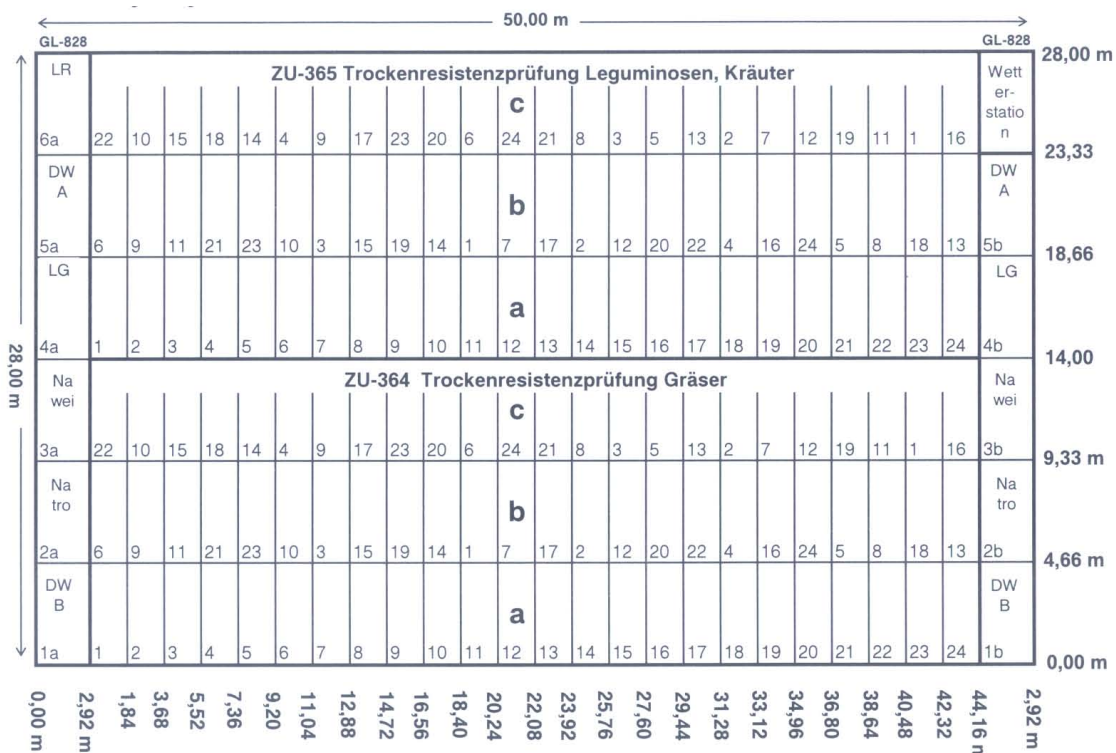 50,00 m
GL-828 GL-828
LR ZU-365 Trockenresistenzprüfung Leguminosen, Kräuter Wett 28,00 m
er-
c statio
n
6a 22 10 15 18 14 4 9 17 23 20 6 24 21 8 3 5 13 2 7 12 19 11 1 16
23,33
DW DW
A A
b
5a 6 9 11 21 23 10 3 15 19 14 1 7 17 2 12 20 22 4 16 24 5 8 18 13 5b
18,66
LG LG
a
4a 1 2 3 4 5 6 7 8 9 10 11 12 13 14 15 16 17 18 19 20 21 22 23 24 4b
14,00
28,00 m
Na ZU-364 Trockenresistenzprüfung Gräser Na
wei c wei
3a 22 10 15 18 14 4 9 17 23 20 6 24 21 8 3 5 13 2 7 12 19 11 1 16 3b
9,33 m
Na Na
tro tro
b
2a 6 9 11 21 23 10 3 15 19 14 1 7 17 2 12 20 22 4 16 24 5 8 18 13 2b
4,66 m
DW DW
B B
a
1a 1 2 3 4 5 6 7 8 9 10 11 12 13 14 15 16 17 18 19 20 21 22 23 24 1b
0,00 m
0,00 m 2,92 m 1,84 3,68 5,52 7,36 9,20 11,04 12,88 14,72 16,56 18,40 20,24 22,08 23,92 25,76 27,60 29,44 31,28 33,12 34,96 36,80 38,64 40,48 42,32 44,16 2,92 m